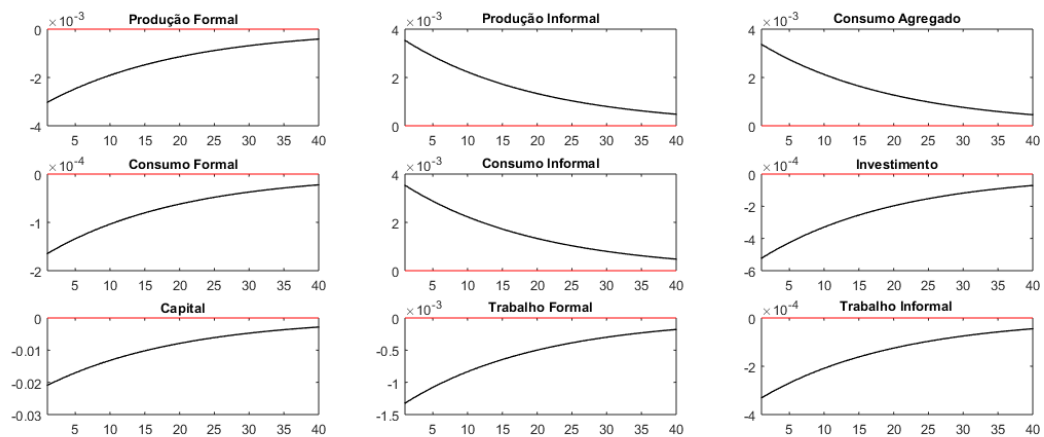 Produção Formal
×10⁻³
0
-2
-4
5 10 15 20 25 30 35 40
Produção Informal
×10⁻³
4
2
0
5 10 15 20 25 30 35 40
Consumo Agregado
×10⁻³
4
2
0
5 10 15 20 25 30 35 40
Consumo Formal
×10⁻⁴
0
-1
-2
5 10 15 20 25 30 35 40
Consumo Informal
×10⁻³
4
2
0
5 10 15 20 25 30 35 40
Investimento
×10⁻⁴
0
-2
-4
-6
5 10 15 20 25 30 35 40
Capital
0
-0.01
-0.02
-0.03
5 10 15 20 25 30 35 40
Trabalho Formal
×10⁻³
0
-0.5
-1
-1.5
5 10 15 20 25 30 35 40
Trabalho Informal
×10⁻⁴
0
-2
-4
5 10 15 20 25 30 35 40